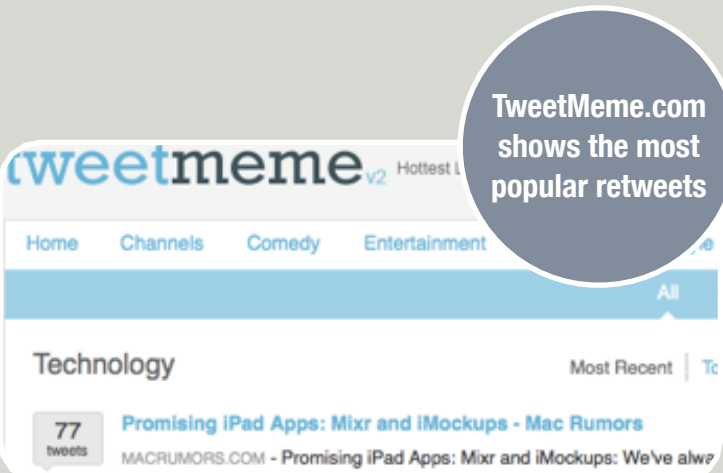 TweetMeme.com
shows the most
popular retweets
tweetmeme v2 Hottest
Home Channels Comedy Entertainment
All
Technology Most Recent
77 tweets
Promising iPad Apps: Mixr and iMockups - Mac Rumors
MACRUMORS.COM - Promising iPad Apps: Mixr and iMockups: We've